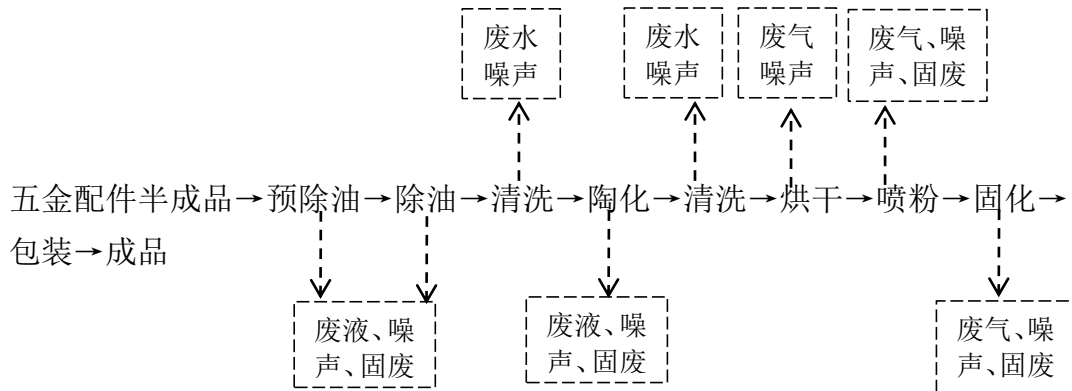 废水
噪声
废水
噪声
废气
噪声
废气、噪
声、固废
五金配件半成品→预除油→除油→清洗→陶化→清洗→烘干→喷粉→固化→
包装→成品
废液、噪
声、固废
废液、噪
声、固废
废气、噪
声、固废